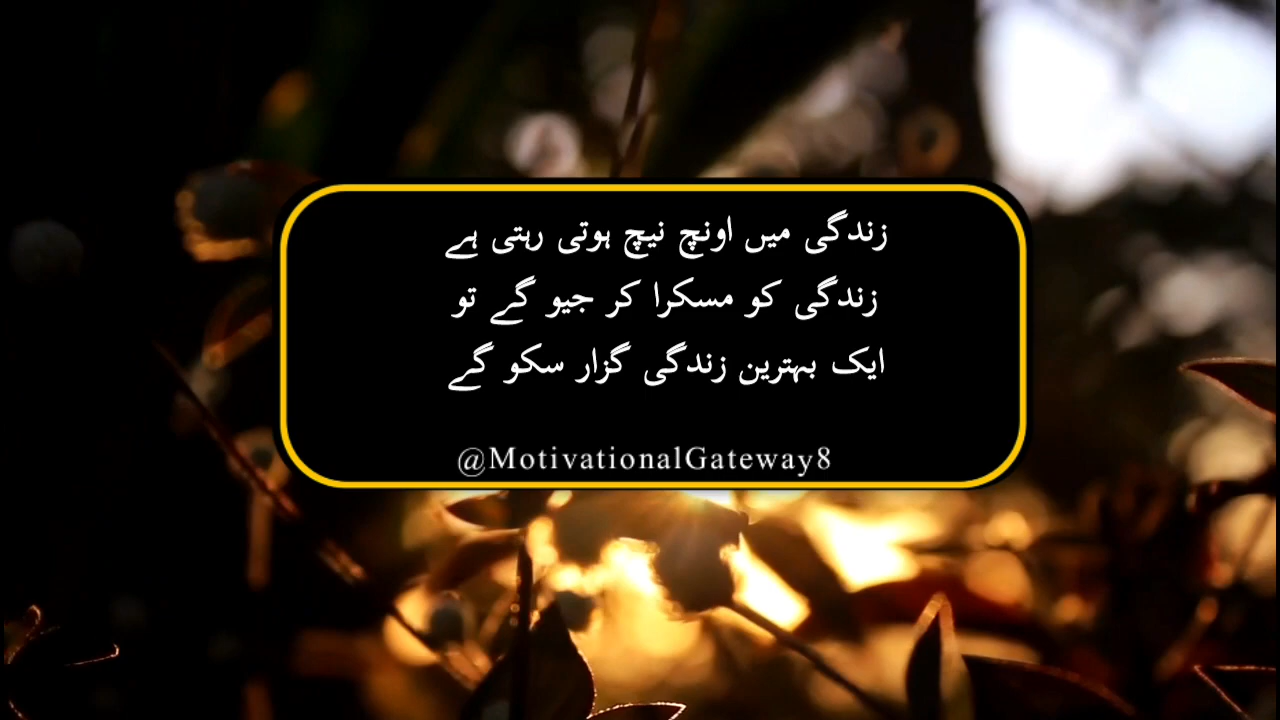 زندگی میں اونچ نیچ ہوتی رہتی ہے
زندگی کو مسکرا کر جیو گے تو
ایک بہترین زندگی گزار سکو گے
@MotivationalGateway8